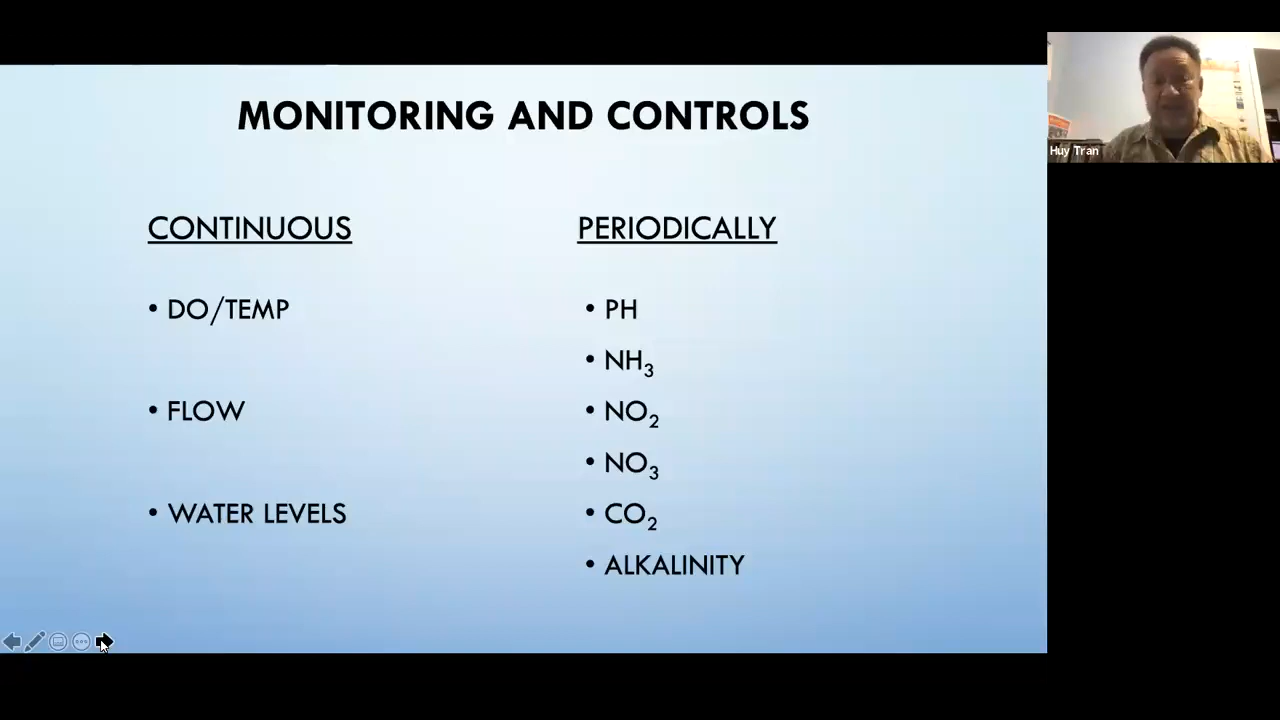 MONITORING AND CONTROLS
CONTINUOUS
• DO/TEMP
• FLOW
• WATER LEVELS
PERIODICALLY
• PH
• NH₃
• NO₂
• NO₃
• CO₂
• ALKALINITY
Huy Tran